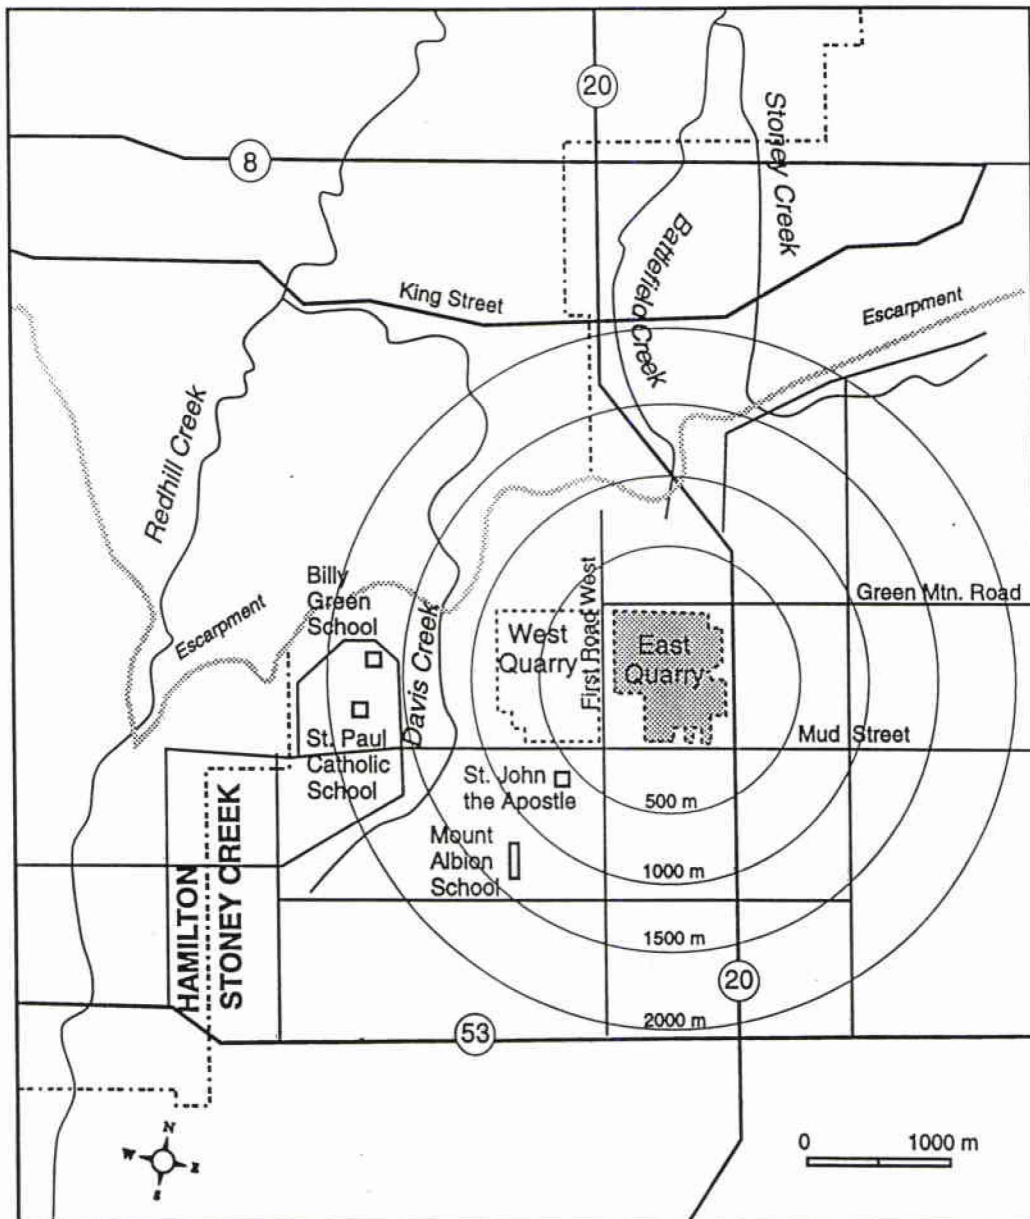 20
8
Stoney Creek
Battlefield Creek
King Street
Escarpment
Redhill Creek
Billy
Green
School
Escarpment
Davis Creek
West
Quarry
First Road West
East
Quarry
Green Mtn. Road
Mud Street
St. Paul
Catholic
School
St. John
the Apostle
500 m
Mount
Albion
School
1000 m
HAMILTON
STONEY CREEK
1500 m
20
2000 m
53
N
W
E
S
0
1000 m